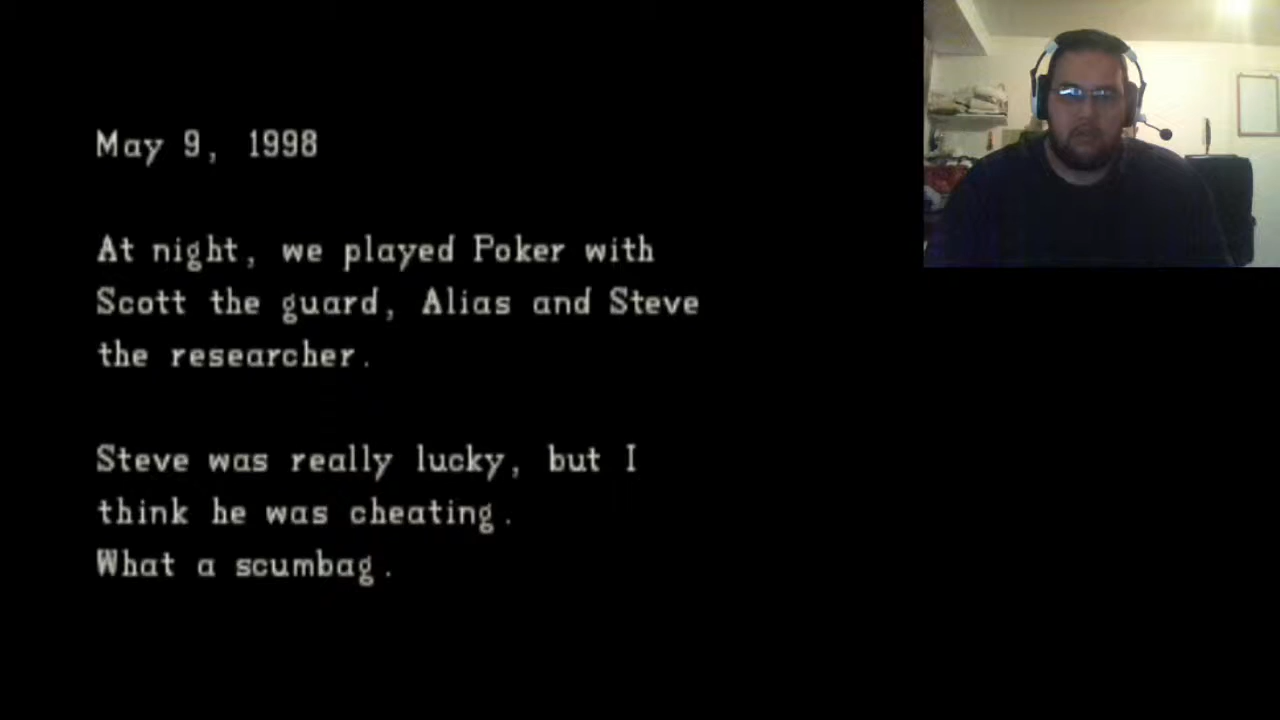 May 9, 1998
At night, we played Poker with
Scott the guard, Alias and Steve
the researcher.
Steve was really lucky, but I
think he was cheating.
What a scumbag.